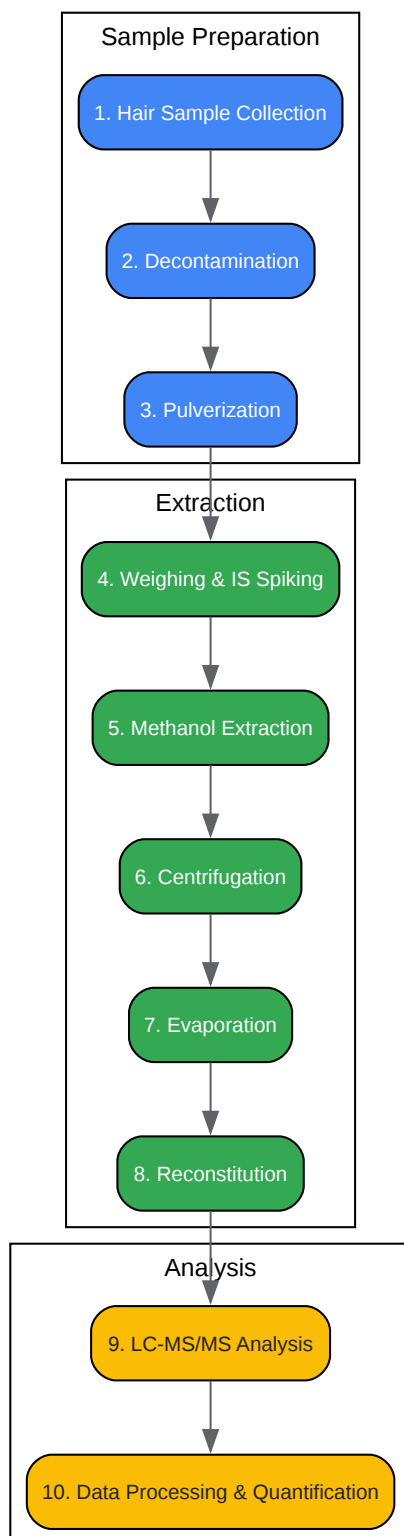 Sample Preparation
1. Hair Sample Collection
2. Decontamination
3. Pulverization
Extraction
4. Weighing & IS Spiking
5. Methanol Extraction
6. Centrifugation
7. Evaporation
8. Reconstitution
Analysis
9. LC-MS/MS Analysis
10. Data Processing & Quantification